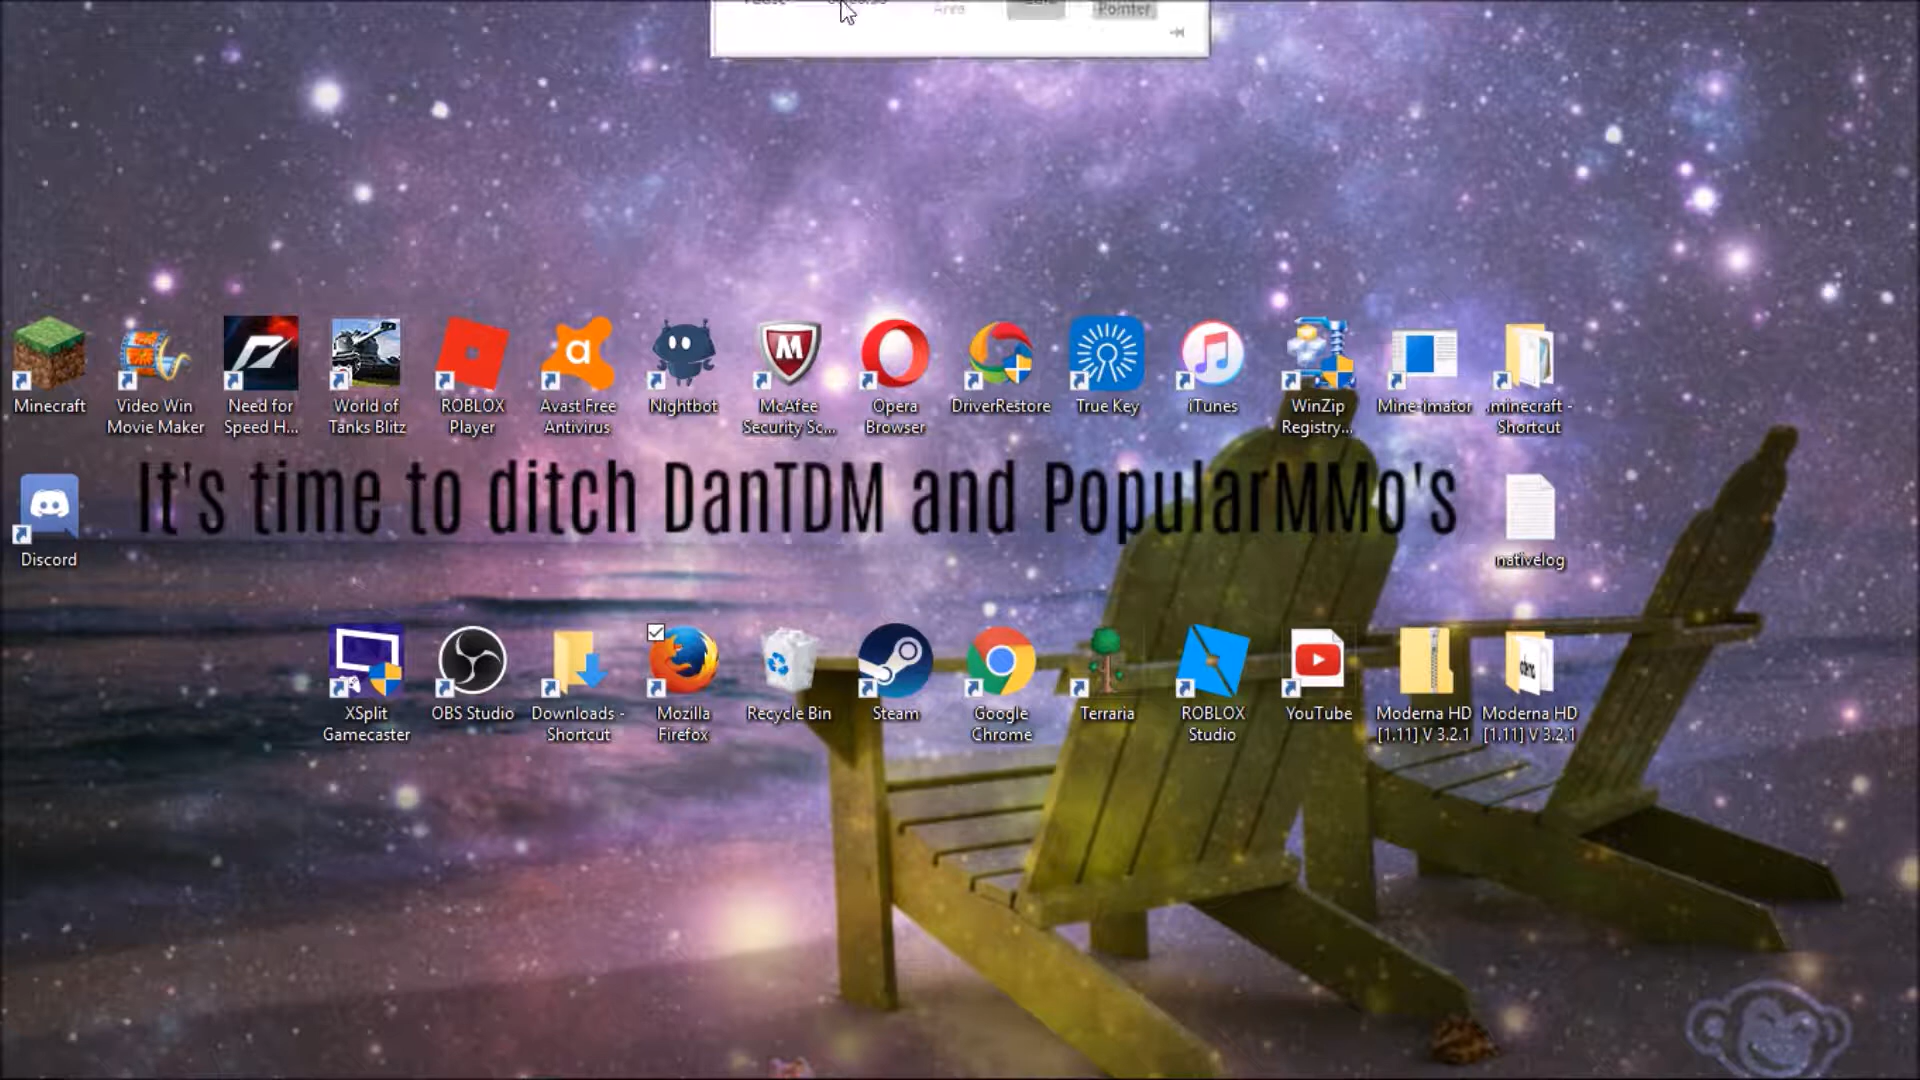 Area
Pointer
Minecraft
Video Win
Movie Maker
Need for
Speed H...
World of
Tanks Blitz
ROBLOX
Player
a
Avast Free
Antivirus
Nightbot
M
McAfee
Security Sc...
Opera
Browser
DriverRestore
True Key
iTunes
WinZip
Registry...
Mine-imator
.minecraft -
Shortcut
It's time to ditch DanTDM and PopularMMo's
Discord
nativelog
XSplit
Gamecaster
OBS Studio
Downloads -
Shortcut
Mozilla
Firefox
Recycle Bin
Steam
Google
Chrome
Terraria
ROBLOX
Studio
YouTube
Moderna HD
[1.11] V 3.2.1
Moderna HD
[1.11] V 3.2.1